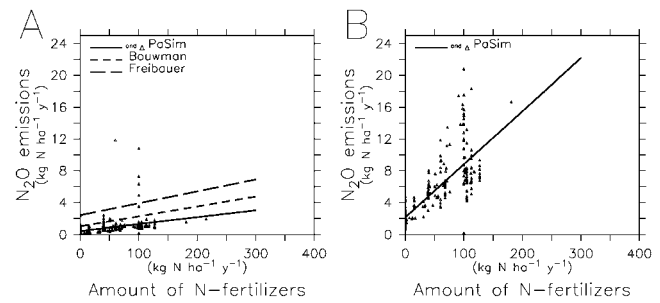 A
N2O emissions
(kg N ha⁻¹ y⁻¹)
24
20
16
12
8
4
0
and △ PaSim
Bouwman
Freibauer
0 100 200 300 400
(kg N ha⁻¹ y⁻¹)
Amount of N-fertilizers
B
N2O emissions
(kg N ha⁻¹ y⁻¹)
24
20
16
12
8
4
0
and △ PaSim
0 100 200 300 400
(kg N ha⁻¹ y⁻¹)
Amount of N-fertilizers